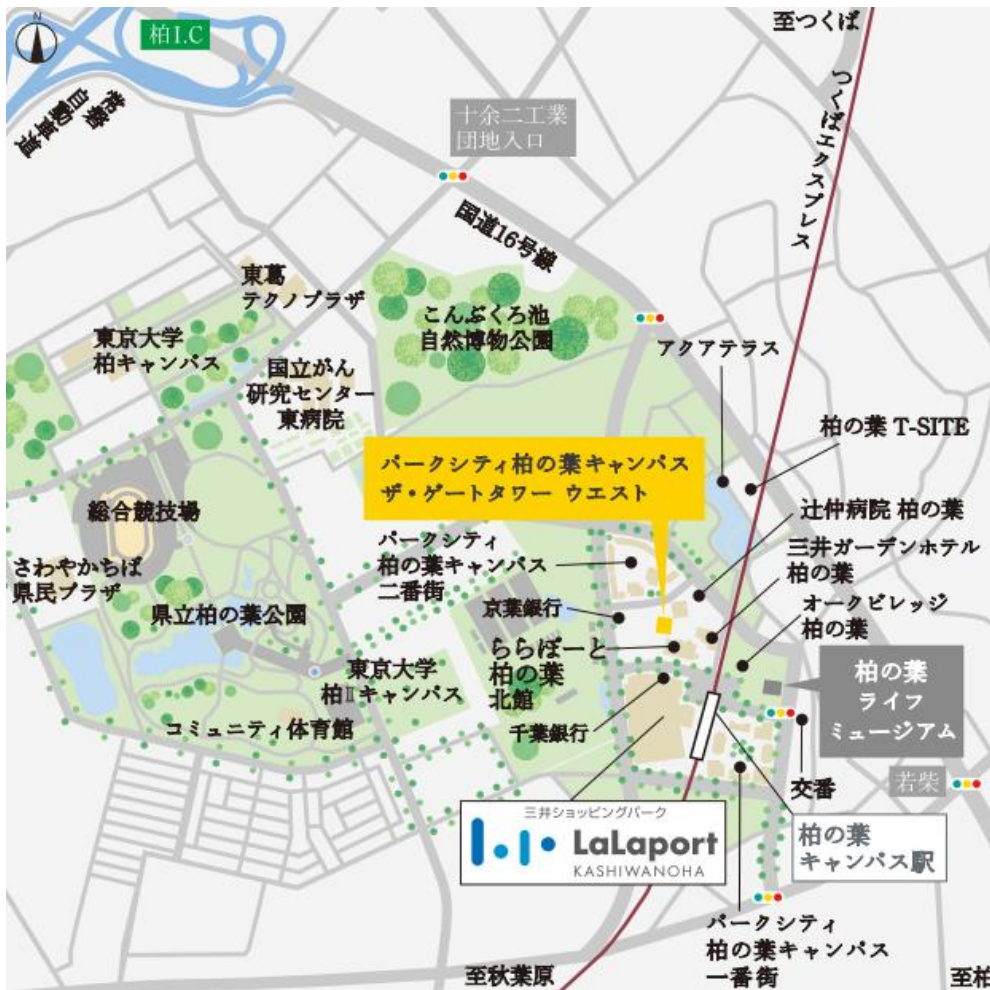 N
柏I.C
至つくば
常磐
自動車道
つくばエクスプレス
十余二工業
団地入口
国道16号線
東葛
テクノプラザ
こんぶくろ池
自然博物公園
東京大学
柏キャンパス
国立がん
研究センター
東病院
アクアテラス
柏の葉 T-SITE
パークシティ柏の葉キャンパス
ザ・ゲートタワー ウエスト
総合競技場
辻仲病院 柏の葉
パークシティ
柏の葉キャンパス
二番街
三井ガーデンホテル
柏の葉
さわやかちば
県民プラザ
京葉銀行
オークビレッジ
柏の葉
県立柏の葉公園
ららぽーと
柏の葉
北館
東京大学
柏Ⅱキャンパス
柏の葉
ライフ
ミュージアム
コミュニティ体育館
千葉銀行
交番
若柴
三井ショッピングパーク
LaLaport
KASHIWANOHA
柏の葉
キャンパス駅
パークシティ
柏の葉キャンパス
一番街
至秋葉原
至柏